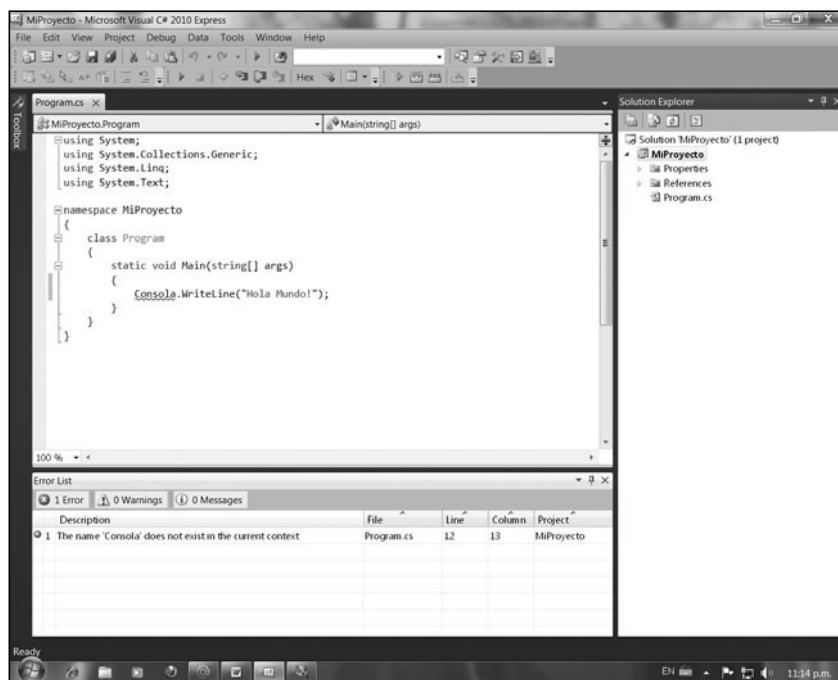 MiProyecto - Microsoft Visual C# 2010 Express
File Edit View Project Debug Data Tools Window Help
Hex
Toolbox
Program.cs
MiProyecto.Program
Main(string[] args)
using System;
using System.Collections.Generic;
using System.Linq;
using System.Text;
namespace MiProyecto
{
class Program
{
static void Main(string[] args)
{
Consola.WriteLine("Hola Mundo!");
}
}
}
100 %
Solution Explorer
Solution 'MiProyecto' (1 project)
MiProyecto
Properties
References
Program.cs
Error List
1 Error 0 Warnings 0 Messages
Description File Line Column Project
1 The name 'Consola' does not exist in the current context Program.cs 12 13 MiProyecto
Ready
EN 11:14 p.m.